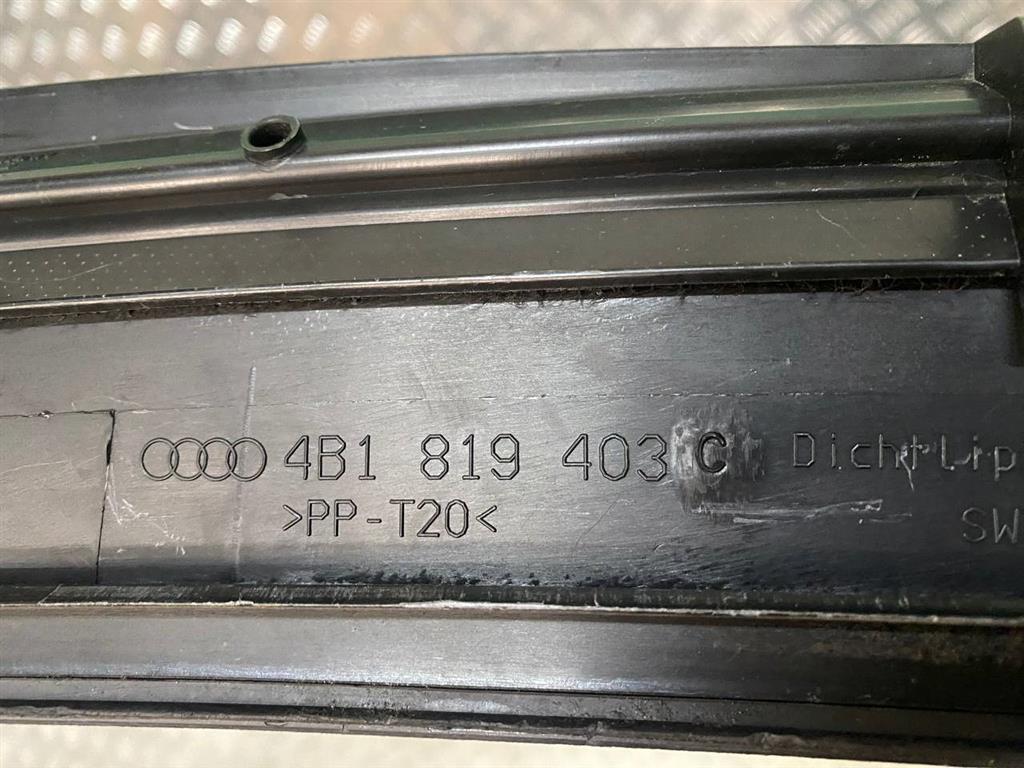 4B1 819 403 C Dichtlip
>PP-T20<
SW